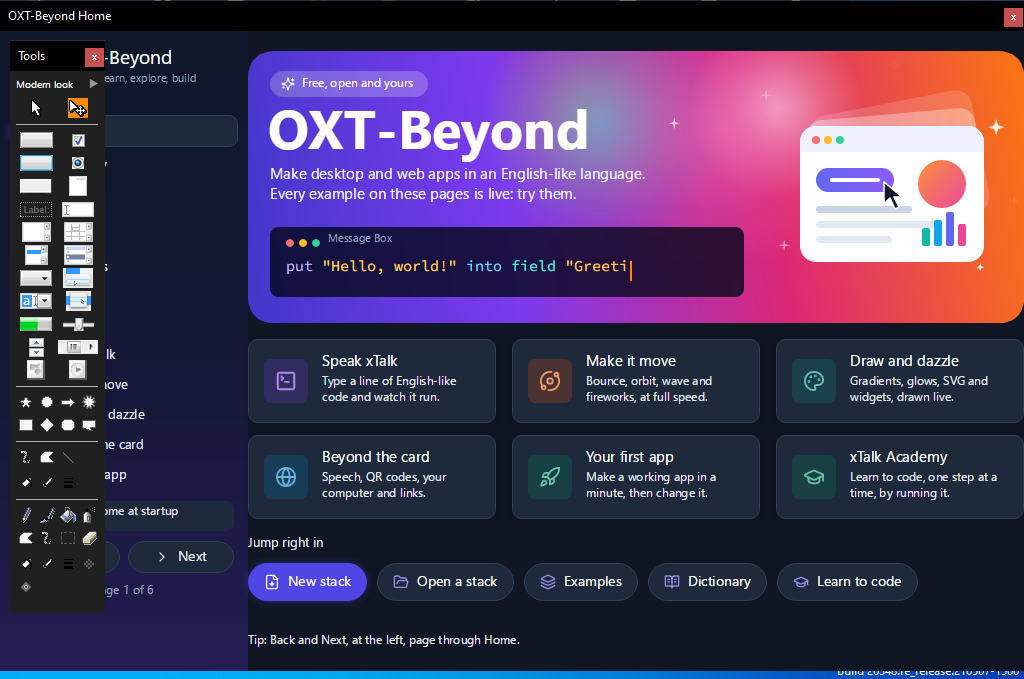 OXT-Beyond Home
Tools
-Beyond
earn, explore, build
Modern look
Label:
Free, open and yours
OXT-Beyond
Make desktop and web apps in an English-like language.
Every example on these pages is live: try them.
Message Box
put "Hello, world!" into field "Greeti
Speak xTalk
Type a line of English-like
code and watch it run.
Make it move
Bounce, orbit, wave and
fireworks, at full speed.
Draw and dazzle
Gradients, glows, SVG and
widgets, drawn live.
Beyond the card
Speech, QR codes, your
computer and links.
Your first app
Make a working app in a
minute, then change it.
xTalk Academy
Learn to code, one step at a
time, by running it.
lk
ove
dazzle
e card
app
ome at startup
Next
ge 1 of 6
Jump right in
New stack
Open a stack
Examples
Dictionary
Learn to code
Tip: Back and Next, at the left, page through Home.